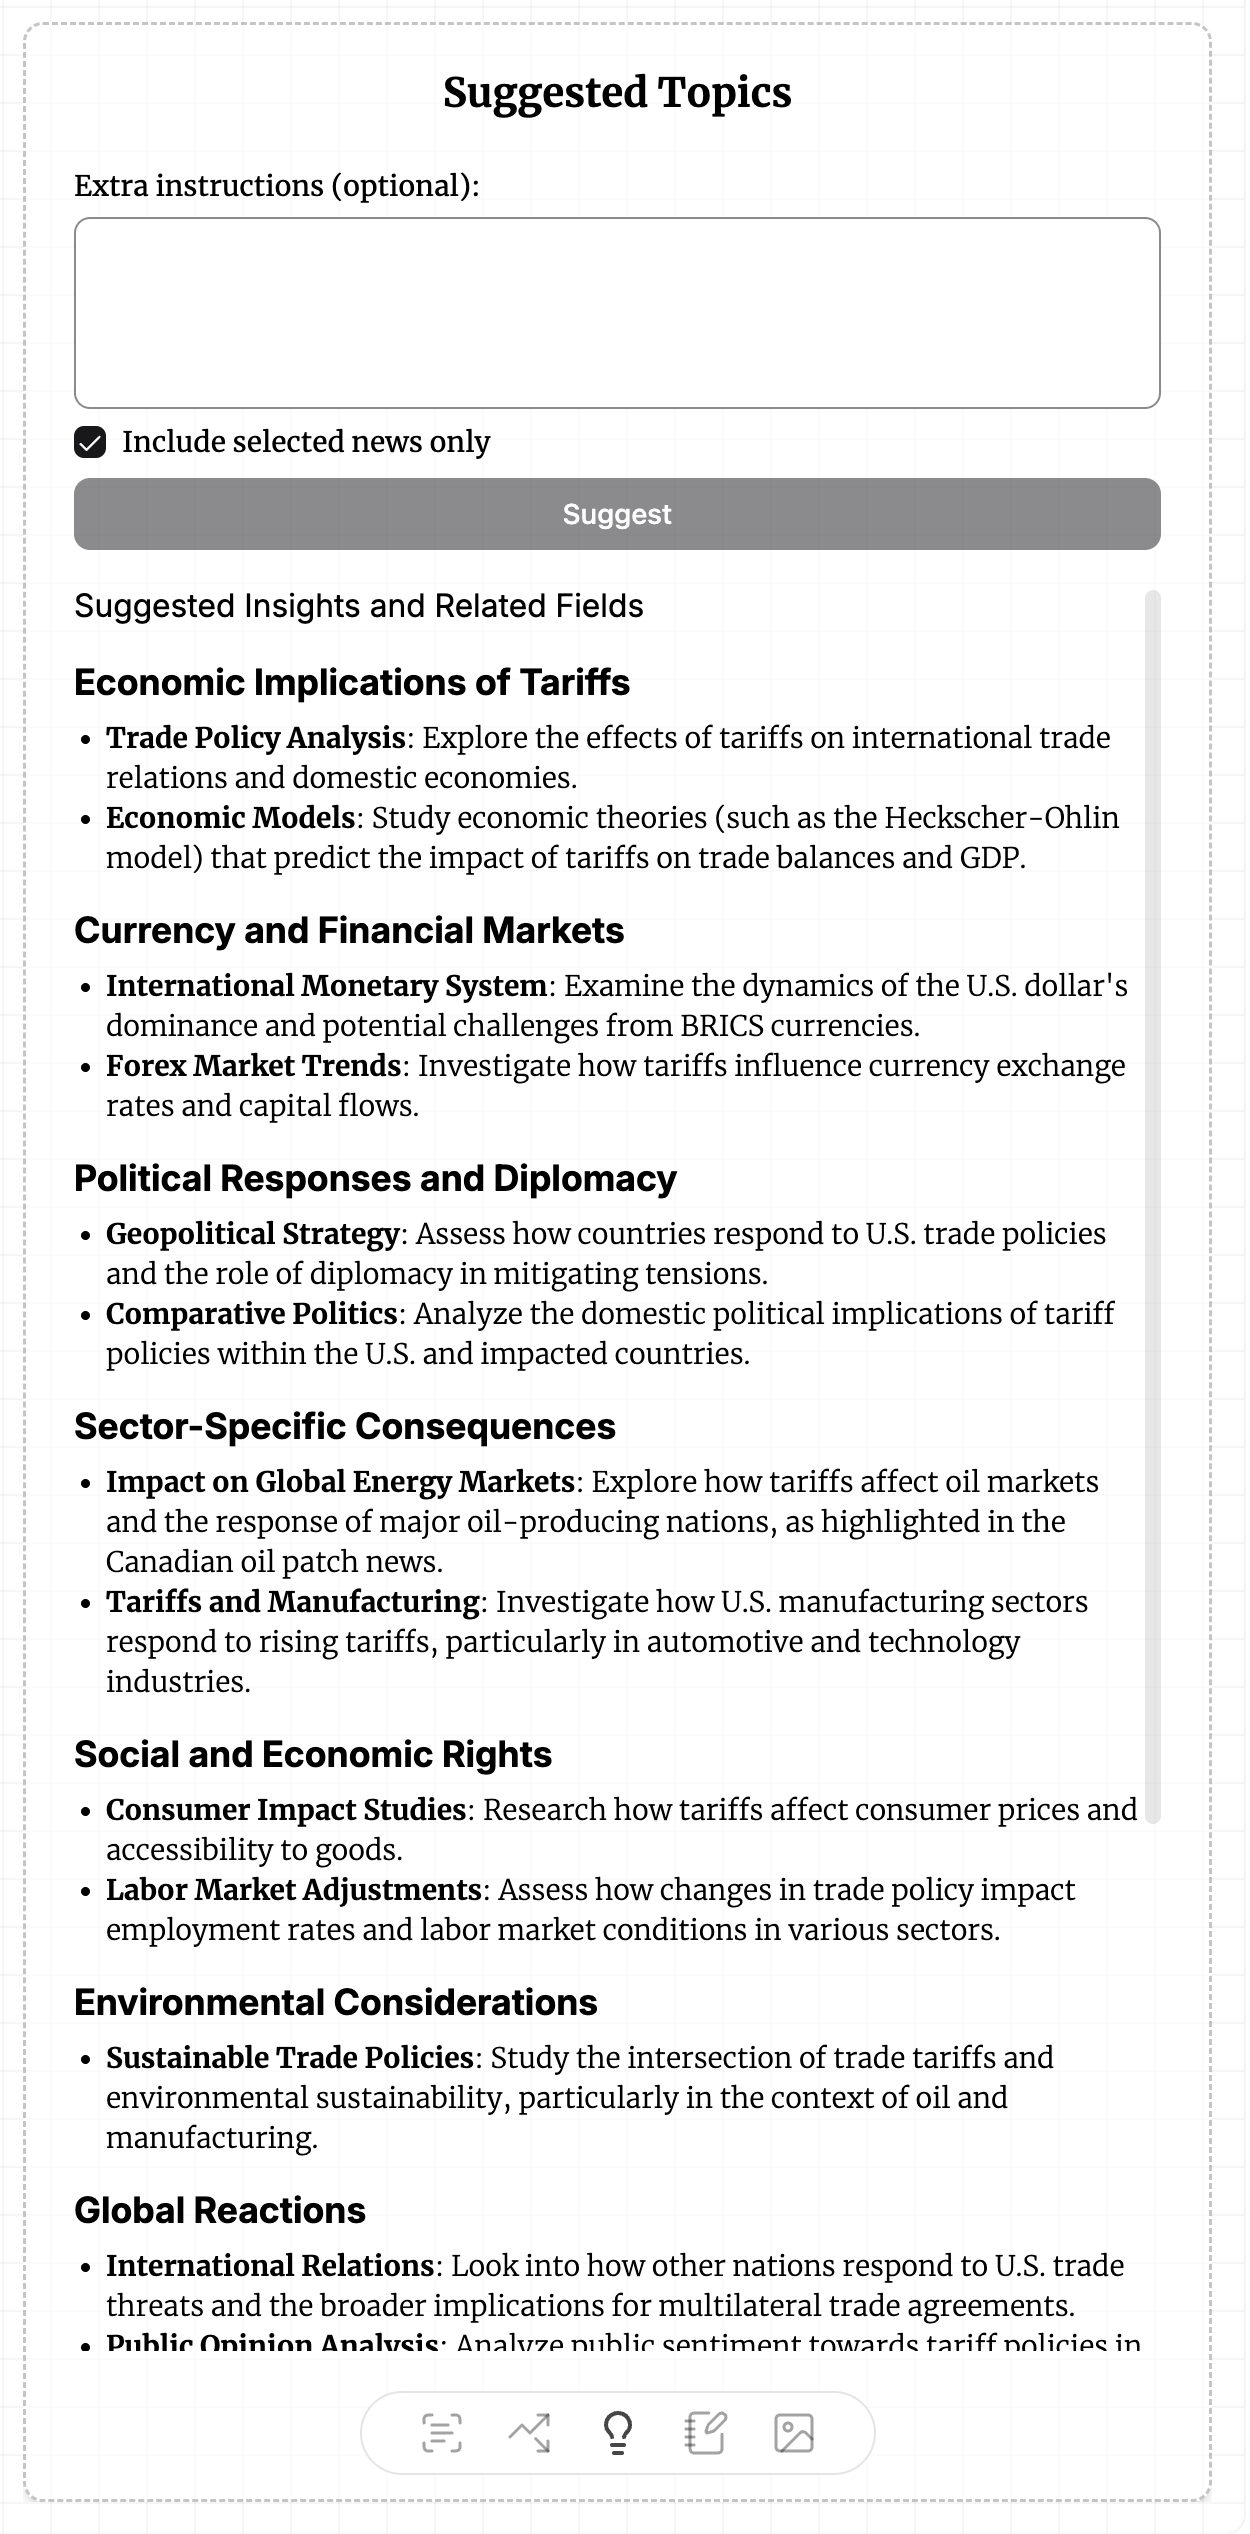 Suggested Topics
Extra instructions (optional):
Include selected news only
Suggest
Suggested Insights and Related Fields
Economic Implications of Tariffs
• Trade Policy Analysis: Explore the effects of tariffs on international trade
relations and domestic economies.
• Economic Models: Study economic theories (such as the Heckscher-Ohlin
model) that predict the impact of tariffs on trade balances and GDP.
Currency and Financial Markets
• International Monetary System: Examine the dynamics of the U.S. dollar's
dominance and potential challenges from BRICS currencies.
• Forex Market Trends: Investigate how tariffs influence currency exchange
rates and capital flows.
Political Responses and Diplomacy
• Geopolitical Strategy: Assess how countries respond to U.S. trade policies
and the role of diplomacy in mitigating tensions.
• Comparative Politics: Analyze the domestic political implications of tariff
policies within the U.S. and impacted countries.
Sector-Specific Consequences
• Impact on Global Energy Markets: Explore how tariffs affect oil markets
and the response of major oil-producing nations, as highlighted in the
Canadian oil patch news.
• Tariffs and Manufacturing: Investigate how U.S. manufacturing sectors
respond to rising tariffs, particularly in automotive and technology
industries.
Social and Economic Rights
• Consumer Impact Studies: Research how tariffs affect consumer prices and
accessibility to goods.
• Labor Market Adjustments: Assess how changes in trade policy impact
employment rates and labor market conditions in various sectors.
Environmental Considerations
• Sustainable Trade Policies: Study the intersection of trade tariffs and
environmental sustainability, particularly in the context of oil and
manufacturing.
Global Reactions
• International Relations: Look into how other nations respond to U.S. trade
threats and the broader implications for multilateral trade agreements.
• Public Opinion Analysis: Analyze public sentiment towards tariff policies in